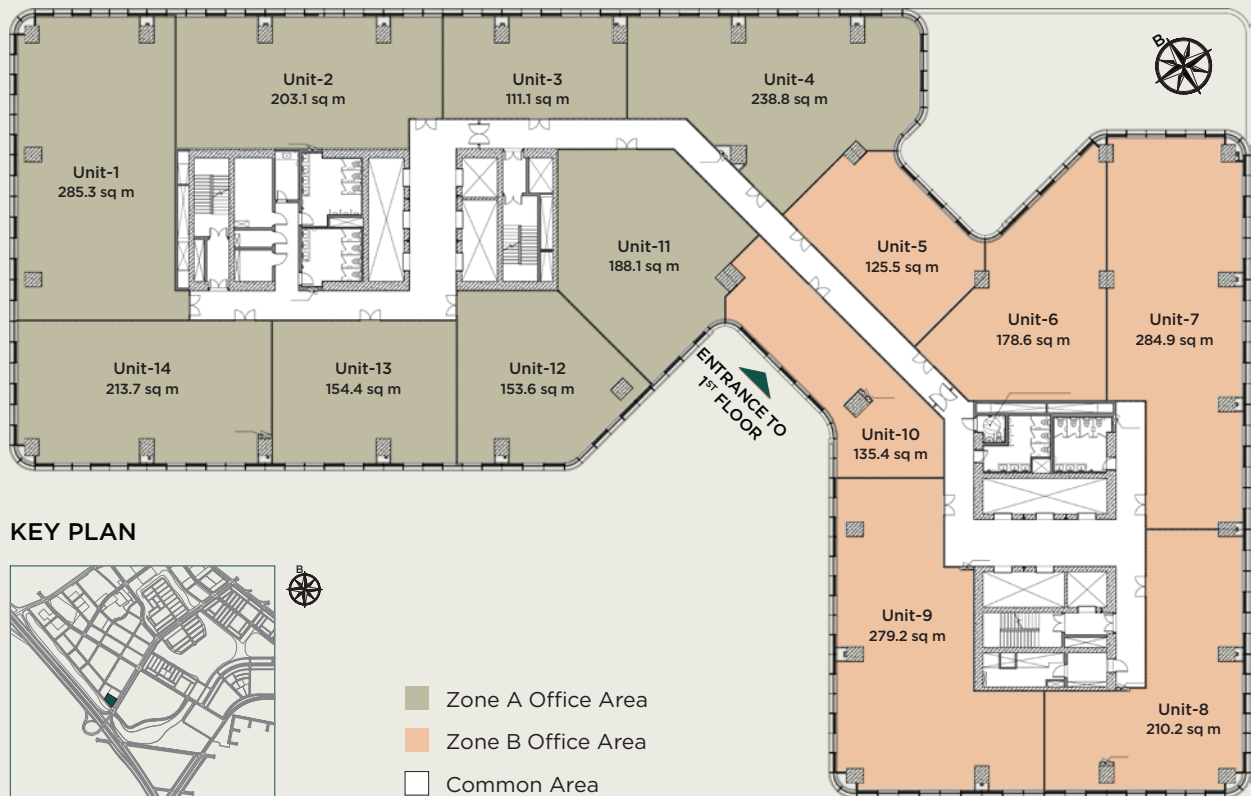 B
Unit-2
203.1 sq m
Unit-3
111.1 sq m
Unit-4
238.8 sq m
Unit-1
285.3 sq m
Unit-11
188.1 sq m
Unit-5
125.5 sq m
Unit-6
178.6 sq m
Unit-7
284.9 sq m
Unit-14
213.7 sq m
Unit-13
154.4 sq m
Unit-12
153.6 sq m
ENTRANCE TO
1ST FLOOR
Unit-10
135.4 sq m
Unit-9
279.2 sq m
Unit-8
210.2 sq m
KEY PLAN
B
Zone A Office Area
Zone B Office Area
Common Area